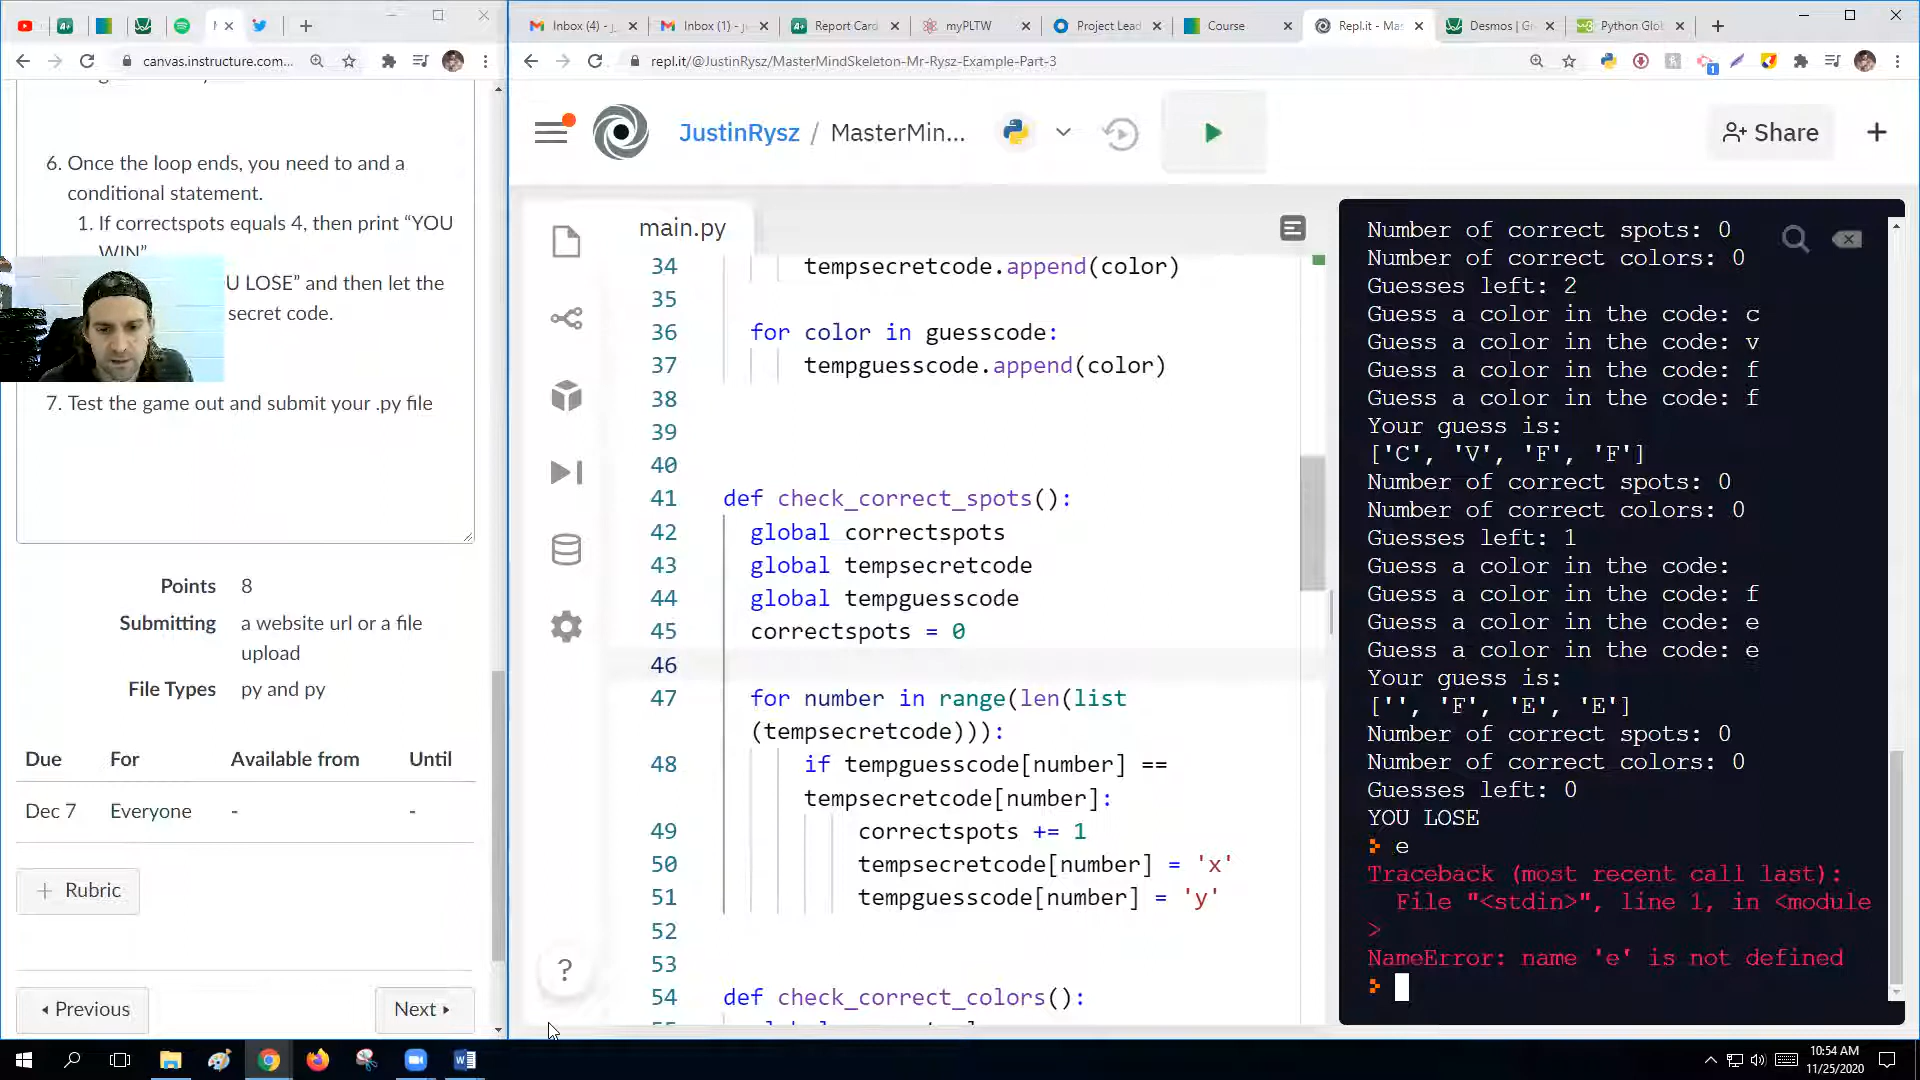 Inbox (4) - j
Inbox (1) - j
Report Card
myPLTW
Project Lead
Course
Repl.it - Mas
Desmos | Gr
Python Glob
canvas.instructure.com...
repl.it/@JustinRysz/MasterMindSkeleton-Mr-Rysz-Example-Part-3
6. Once the loop ends, you need to and a
conditional statement.
1. If correctspots equals 4, then print “YOU
WIN”
U LOSE” and then let the
secret code.
7. Test the game out and submit your .py file
Points 8
Submitting a website url or a file
upload
File Types py and py
Due For Available from Until
Dec 7 Everyone - -
+ Rubric
Previous
Next
JustinRysz / MasterMin...
Share
main.py
34 tempsecretcode.append(color)
35
36 for color in guesscode:
37 tempguesscode.append(color)
38
39
40
41 def check_correct_spots():
42 global correctspots
43 global tempsecretcode
44 global tempguesscode
45 correctspots = 0
46
47 for number in range(len(list
(tempsecretcode))):
48 if tempguesscode[number] ==
tempsecretcode[number]:
49 correctspots += 1
50 tempsecretcode[number] = 'x'
51 tempguesscode[number] = 'y'
52
53
54 def check_correct_colors():
?
Number of correct spots: 0
Number of correct colors: 0
Guesses left: 2
Guess a color in the code: c
Guess a color in the code: v
Guess a color in the code: f
Guess a color in the code: f
Your guess is:
['C', 'V', 'F', 'F']
Number of correct spots: 0
Number of correct colors: 0
Guesses left: 1
Guess a color in the code:
Guess a color in the code: f
Guess a color in the code: e
Guess a color in the code: e
Your guess is:
['', 'F', 'E', 'E']
Number of correct spots: 0
Number of correct colors: 0
Guesses left: 0
YOU LOSE
e
Traceback (most recent call last):
File "<stdin>", line 1, in <module
>
NameError: name 'e' is not defined
10:54 AM
11/25/2020